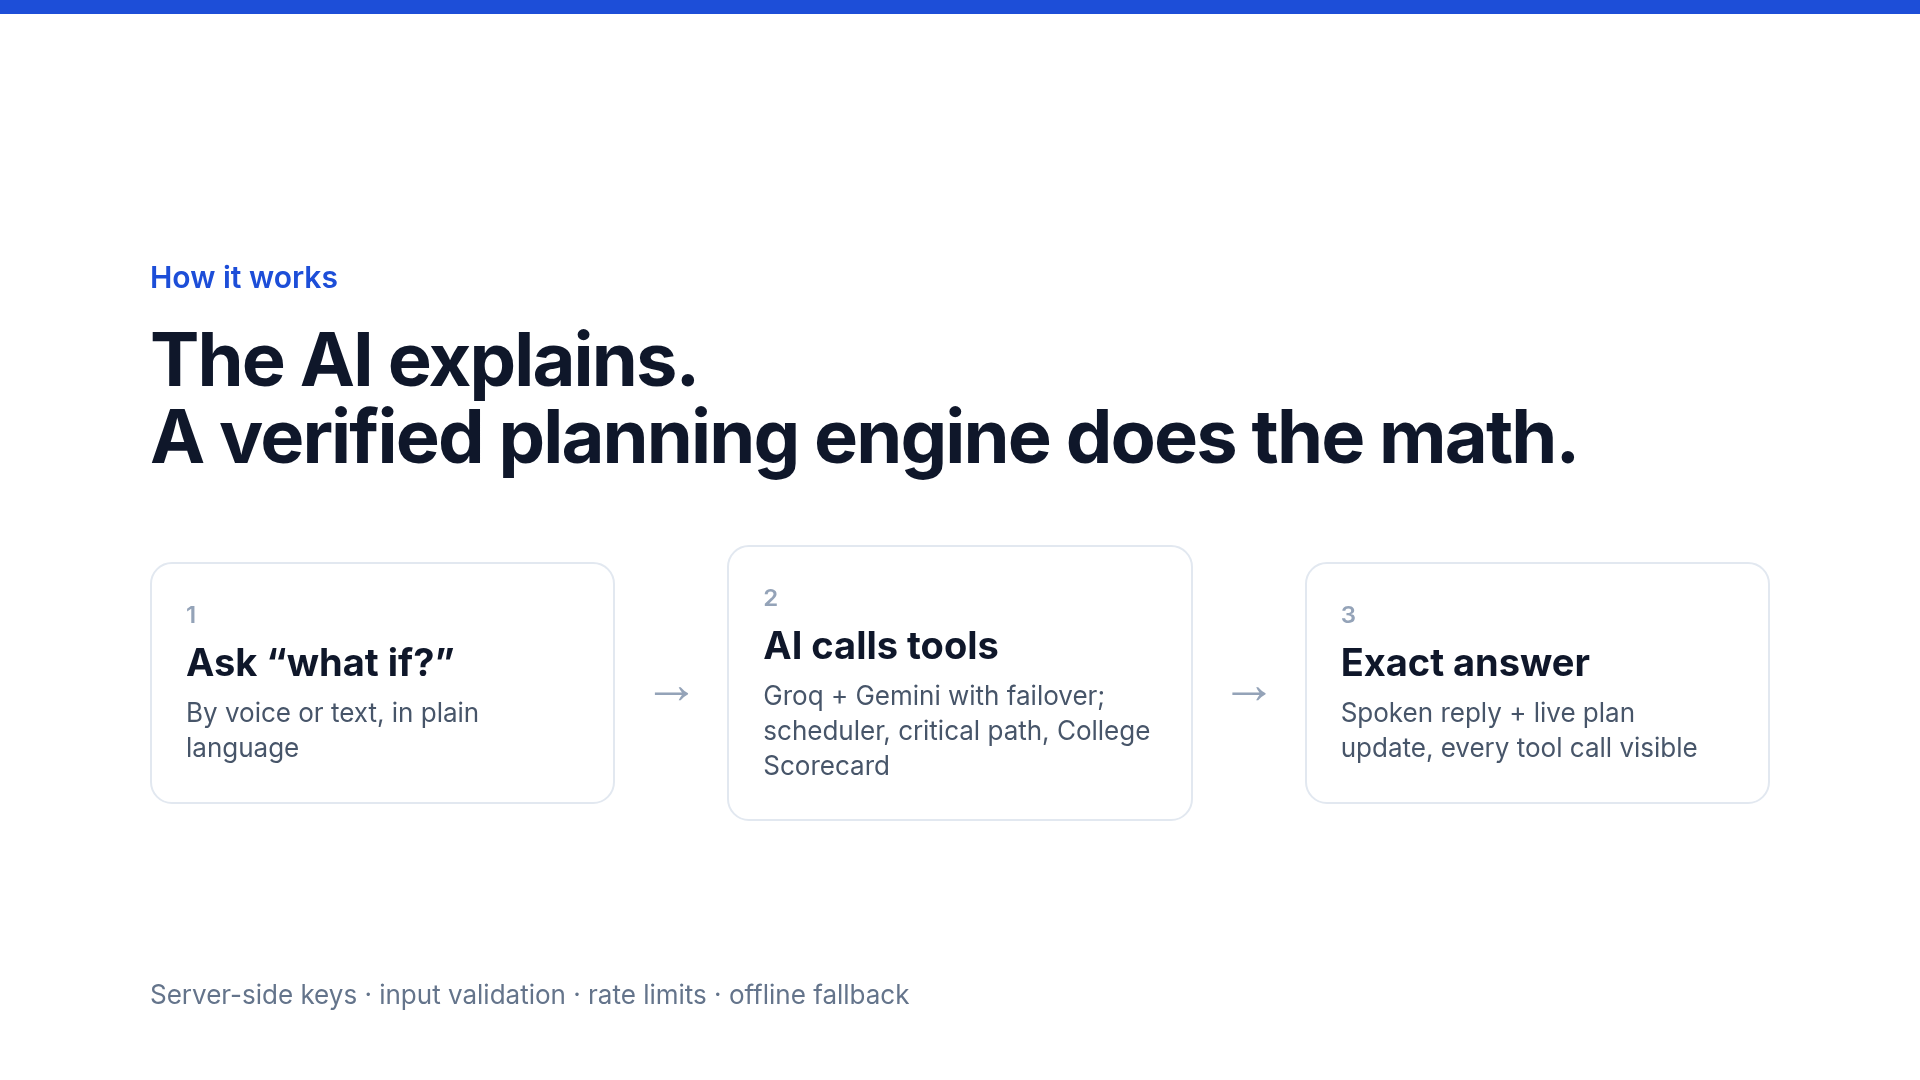 How it works
The AI explains.
A verified planning engine does the math.
1
Ask “what if?”
By voice or text, in plain
language
→
2
AI calls tools
Groq + Gemini with failover;
scheduler, critical path, College
Scorecard
→
3
Exact answer
Spoken reply + live plan
update, every tool call visible
Server-side keys · input validation · rate limits · offline fallback